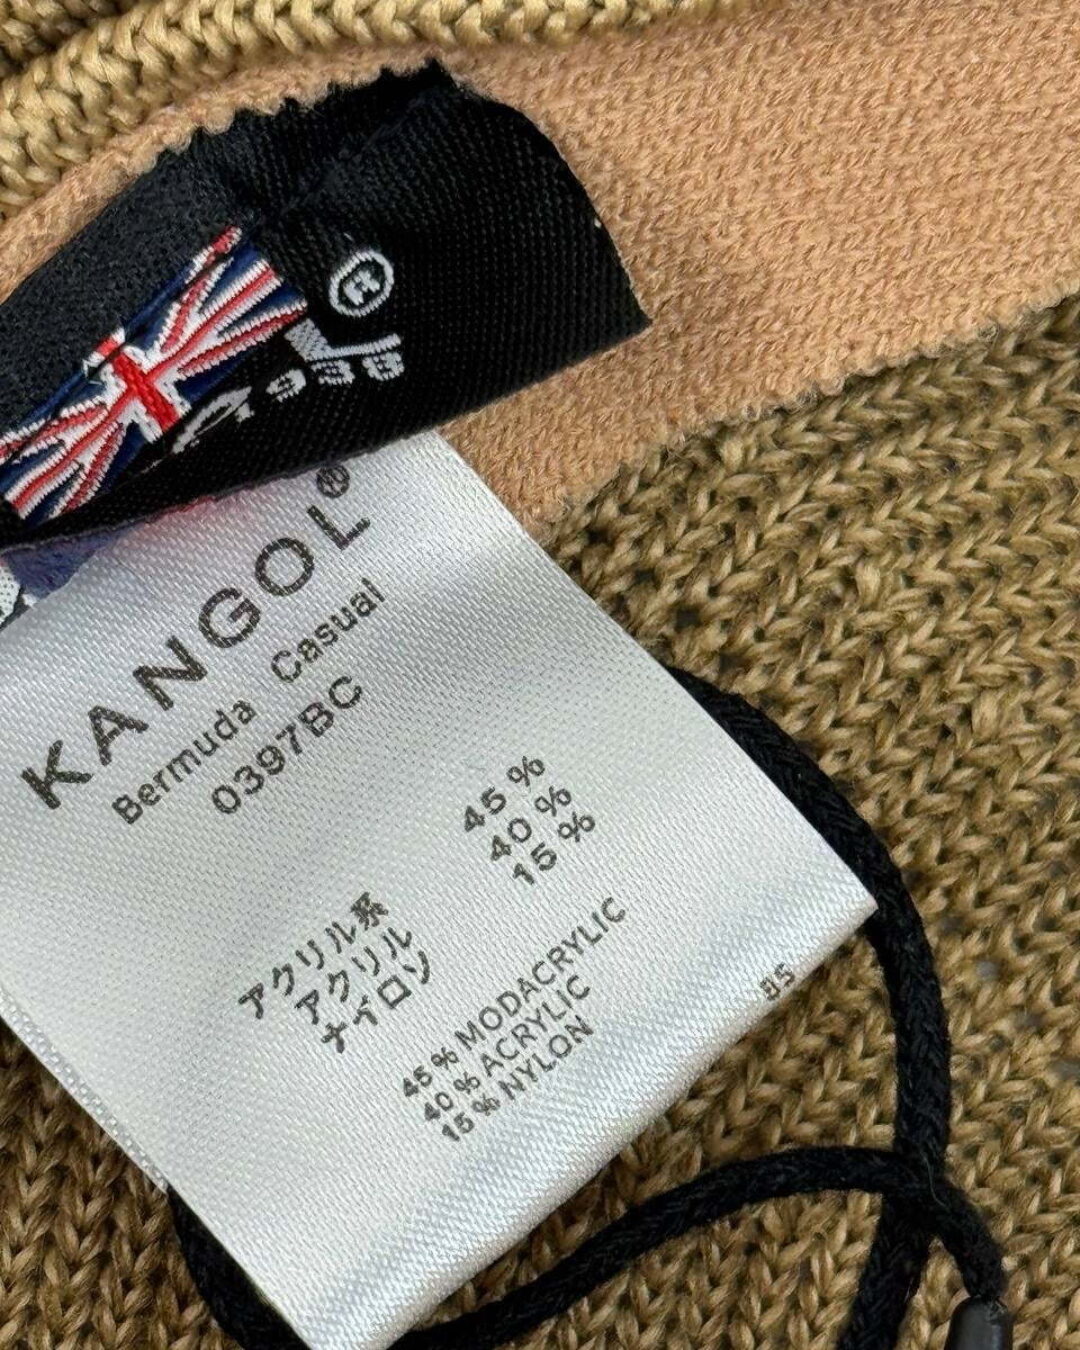 ®
1938
KANGOL®
Bermuda Casual
0397BC
アクリル系 45 %
アクリル 40 %
ナイロン 15 %
45 % MODACRYLIC
40 % ACRYLIC
15 % NYLON